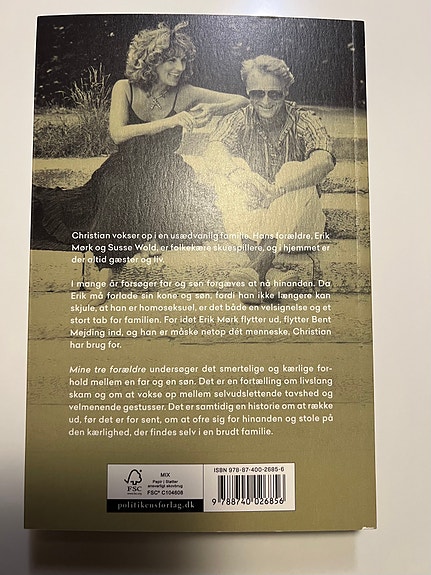 Christian vokser op i en usædvanlig familie. Hans forældre, Erik
Mørk og Susse Wold, er folkekære skuespillere, og i hjemmet er
der altid gæster og liv.
I mange år forsøger far og søn forgæves at nå hinanden. Da
Erik må forlade sin kone og søn, fordi han ikke længere kan
skjule, at han er homoseksuel, er det både en velsignelse og et
stort tab for familien. For idet Erik Mørk flytter ud, flytter Bent
Mejding ind, og han er måske netop dét menneske, Christian
har brug for.
Mine tre forældre undersøger det smertelige og kærlige for-
hold mellem en far og en søn. Det er en fortælling om livslang
skam og om at vokse op mellem selvudslettende tavshed og
velmenende gestusser. Det er samtidig en historie om at række
ud, før det er for sent, om at ofre sig for hinanden og stole på
den kærlighed, der findes selv i en brudt familie.
FSC
www.fsc.org
MIX
Papir | Støtter
ansvarligt skovbrug
FSC® C104608
politikensforlag.dk
ISBN 978-87-400-2685-6
9 788740 026856